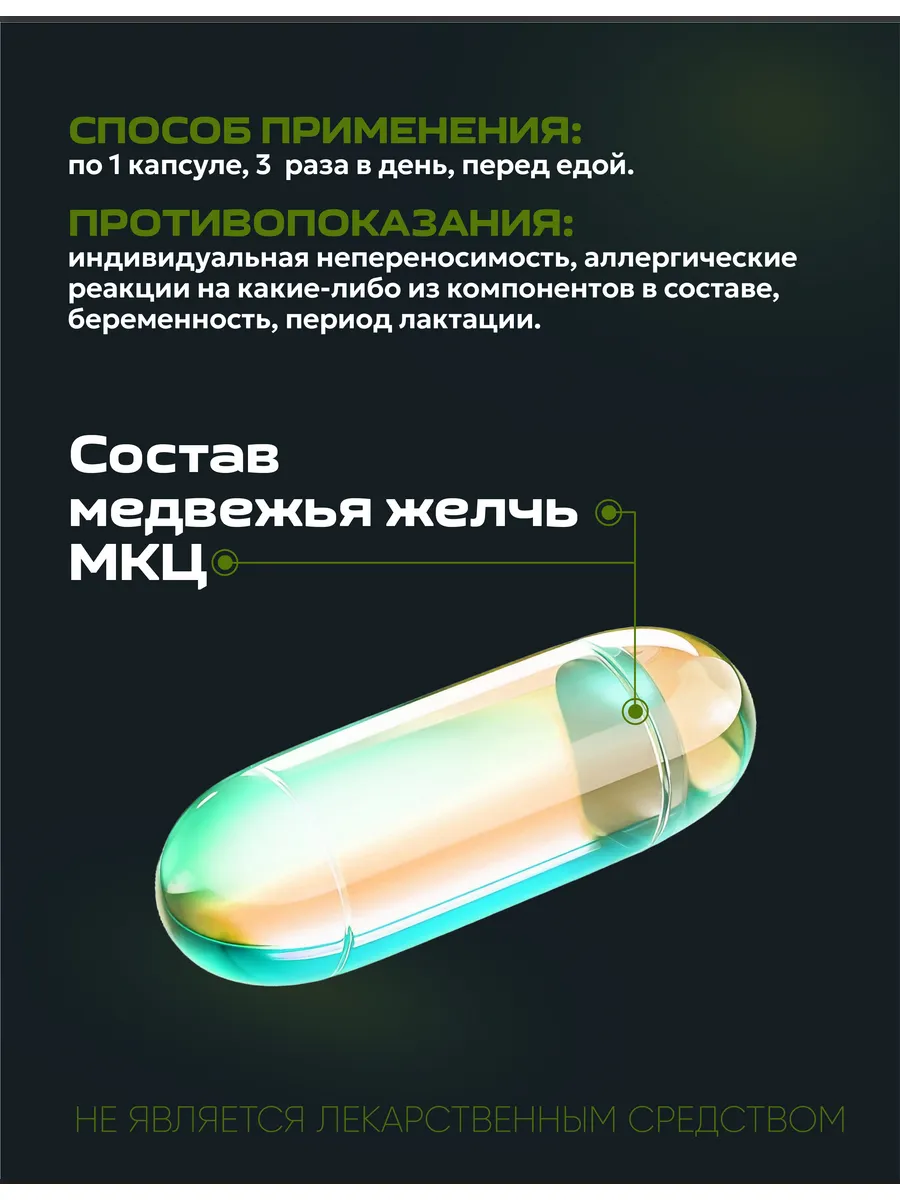 СПОСОБ ПРИМЕНЕНИЯ:
по 1 капсуле, 3 раза в день, перед едой.
ПРОТИВОПОКАЗАНИЯ:
индивидуальная непереносимость, аллергические
реакции на какие-либо из компонентов в составе,
беременность, период лактации.
Состав
медвежья желчь
МКЦ
НЕ ЯВЛЯЕТСЯ ЛЕКАРСТВЕННЫМ СРЕДСТВОМ